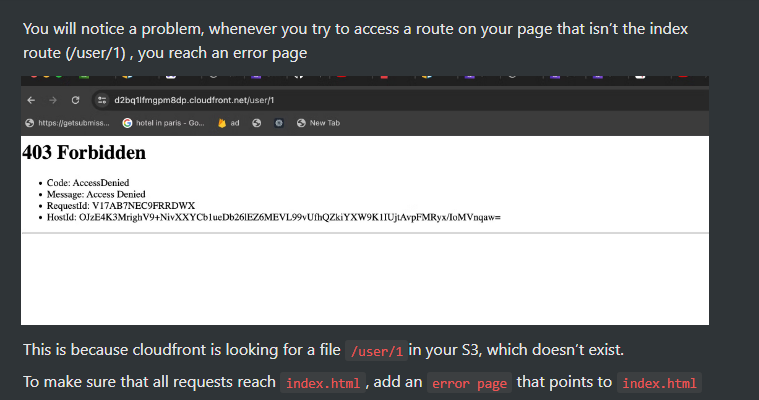 You will notice a problem, whenever you try to access a route on your page that isn’t the index
route (/user/1) , you reach an error page
d2bq1lfmgpm8dp.cloudfront.net/user/1
https://getsubmiss... hotel in paris - Go... ad New Tab
403 Forbidden
• Code: AccessDenied
• Message: Access Denied
• RequestId: V17AB7NEC9FRRDWX
• HostId: OJzE4K3MrighV9+NivXXYCb1ueDb26lEZ6MEVL99vUfhQZkiYXW9K1IUjtAvpFMRyx/IoMVnqaw=
This is because cloudfront is looking for a file /user/1 in your S3, which doesn’t exist.
To make sure that all requests reach index.html , add an error page that points to index.html